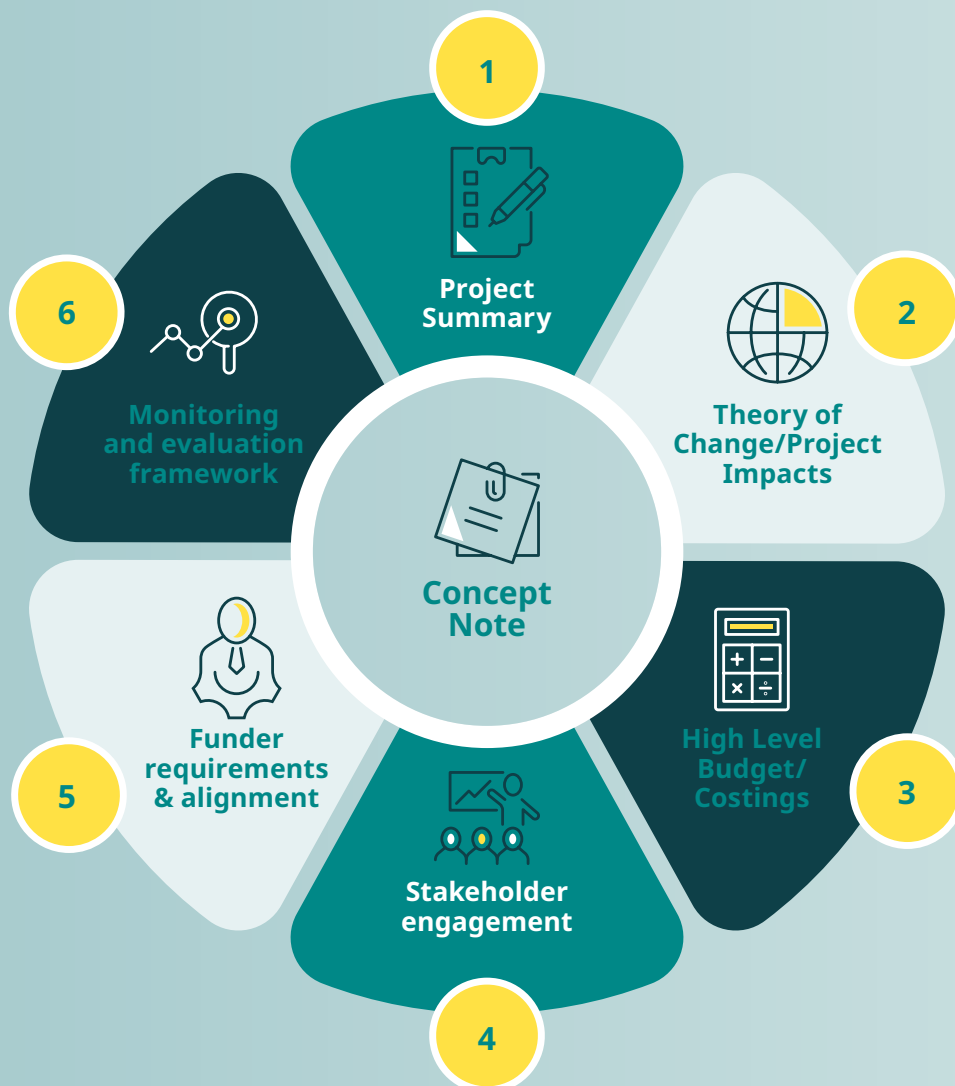 1
Project
Summary
2
Theory of
Change/Project
Impacts
3
High Level
Budget/
Costings
4
Stakeholder
engagement
5
Funder
requirements
& alignment
6
Monitoring
and evaluation
framework
Concept
Note